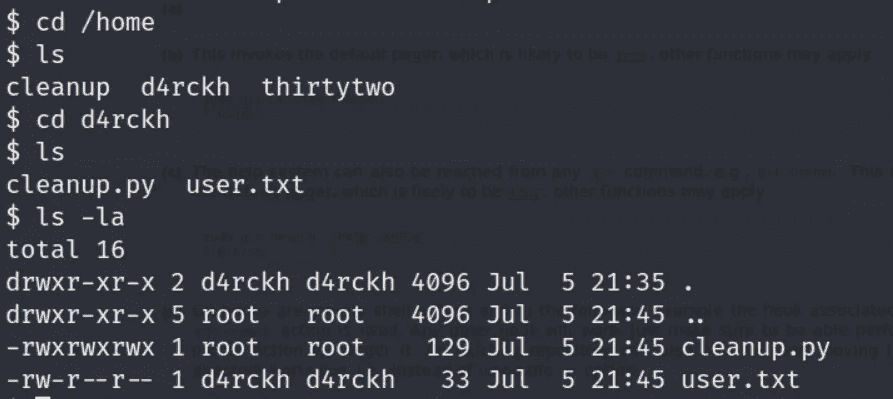 $ cd /home
$ ls
cleanup  d4rckh  thirtytwo
$ cd d4rckh
$ ls
cleanup.py  user.txt
$ ls -la
total 16
drwxr-xr-x 2 d4rckh d4rckh 4096 Jul  5 21:35 .
drwxr-xr-x 5 root   root   4096 Jul  5 21:45 ..
-rwxrwxrwx 1 root   root    129 Jul  5 21:45 cleanup.py
-rw-r--r-- 1 d4rckh d4rckh   33 Jul  5 21:45 user.txt